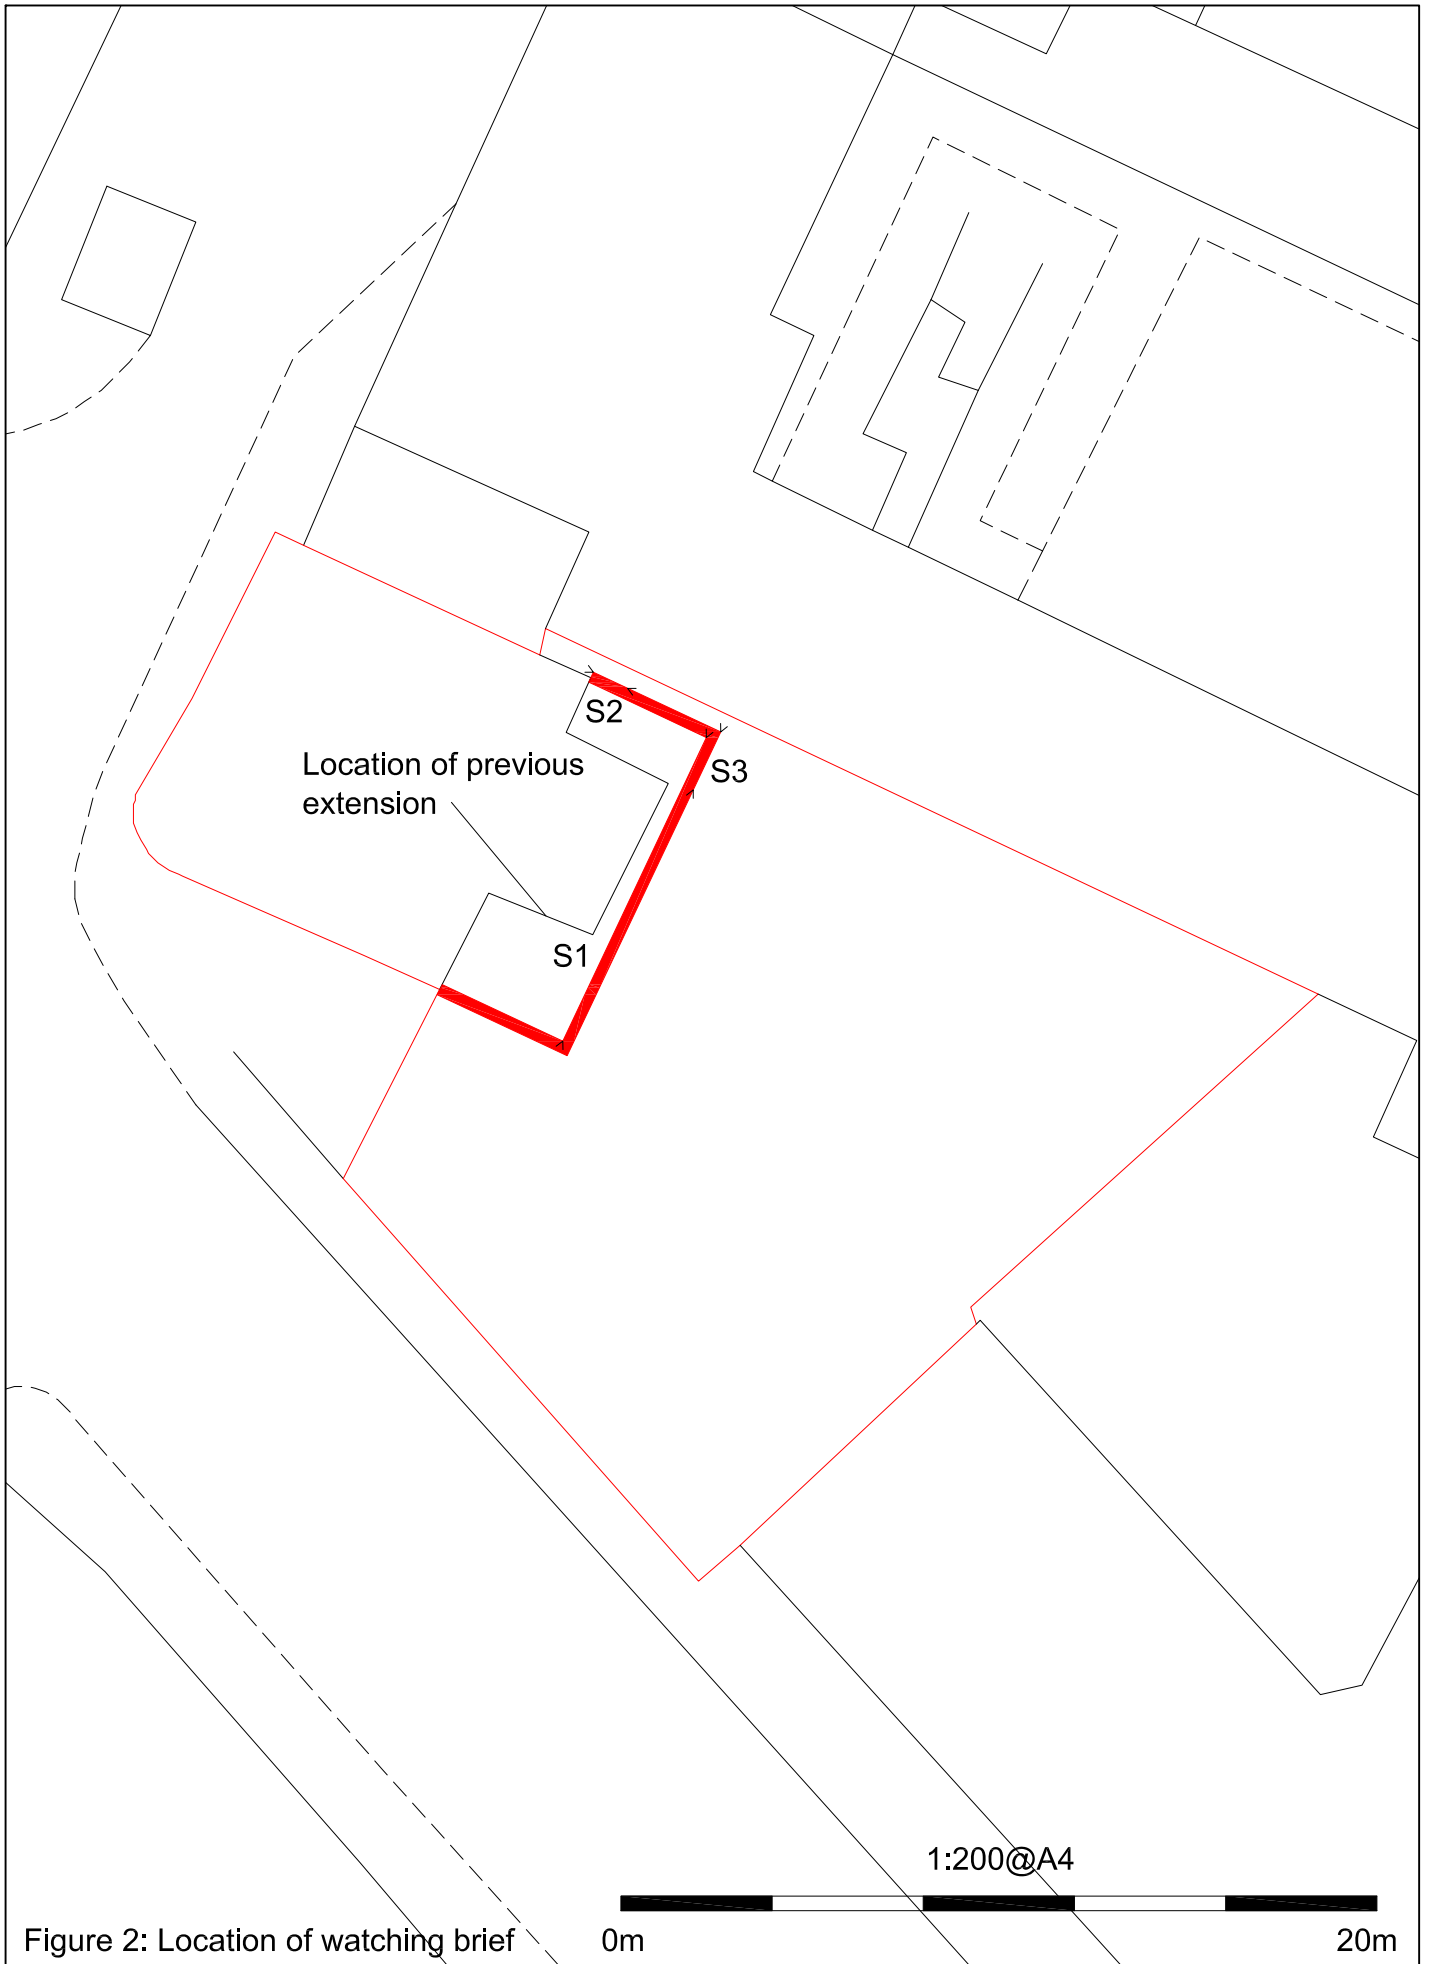 S2
Location of previous
extension
S3
S1
1:200@A4
Figure 2: Location of watching brief
0m
20m